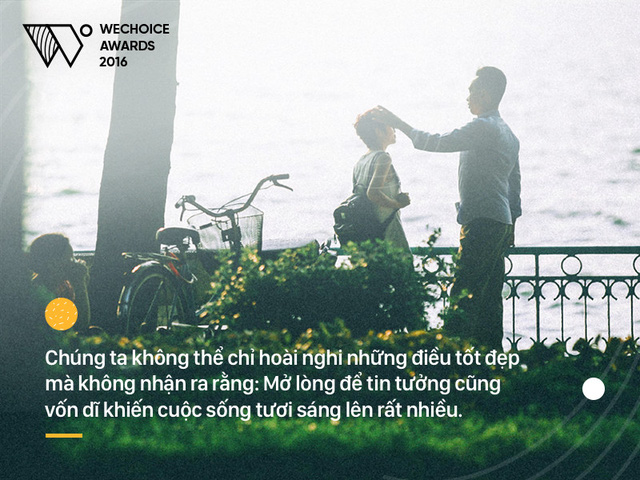 WECHOICE
AWARDS
2016
Chúng ta không thể chỉ hoài nghi những điều tốt đẹp
mà không nhận ra rằng: Mở lòng để tin tưởng cũng
vốn dĩ khiến cuộc sống tươi sáng lên rất nhiều.